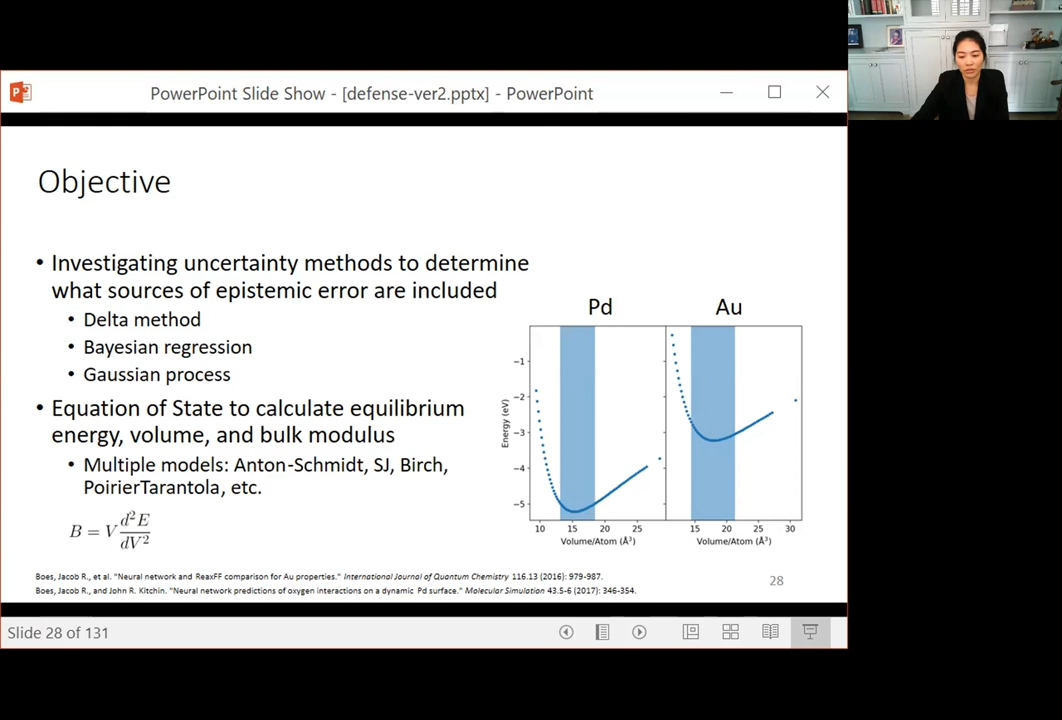 PowerPoint Slide Show - [defense-ver2.pptx] - PowerPoint
Objective
• Investigating uncertainty methods to determine
what sources of epistemic error are included
• Delta method
• Bayesian regression
• Gaussian process
• Equation of State to calculate equilibrium
energy, volume, and bulk modulus
• Multiple models: Anton-Schmidt, SJ, Birch,
PoirierTarantola, etc.
B = V d²E/dV²
Pd Au
Energy (eV)
−1
−2
−3
−4
−5
10 15 20 25 15 20 25 30
Volume/Atom (Å³) Volume/Atom (Å³)
Boes, Jacob R., et al. "Neural network and ReaxFF comparison for Au properties." International Journal of Quantum Chemistry 116.13 (2016): 979-987.
Boes, Jacob R., and John R. Kitchin. "Neural network predictions of oxygen interactions on a dynamic Pd surface." Molecular Simulation 43.5-6 (2017): 346-354.
28
Slide 28 of 131